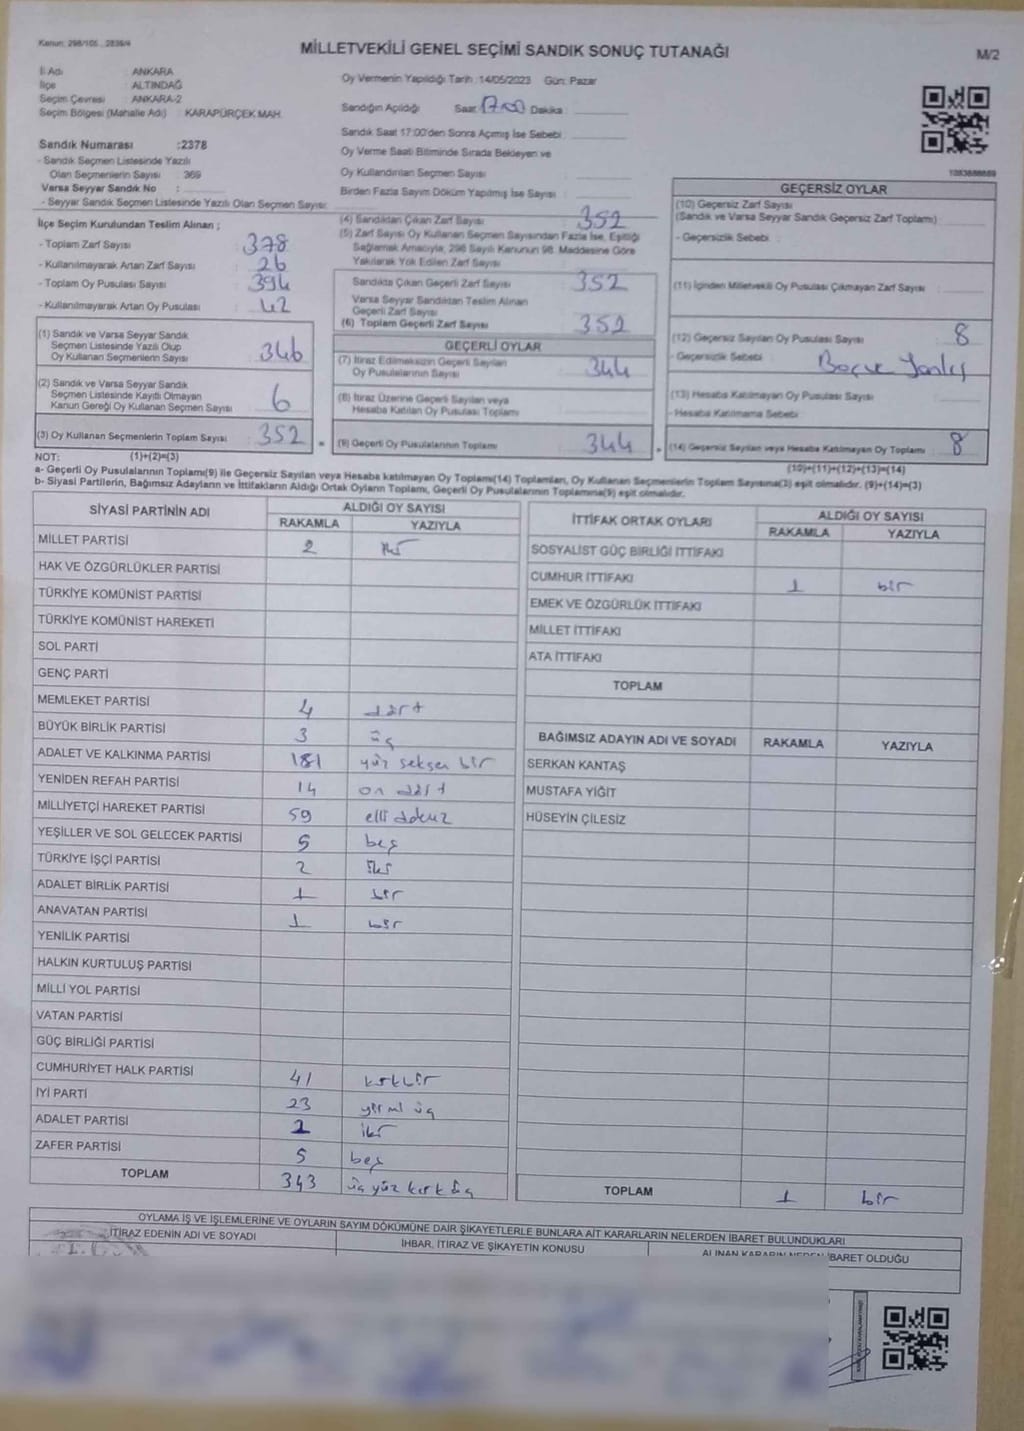 Kanun: 298/105 , 2839/4
MİLLETVEKİLİ GENEL SEÇİMİ SANDIK SONUÇ TUTANAĞI
M/2
İl Adı : ANKARA
İlçe : ALTINDAĞ
Seçim Çevresi : ANKARA-2
Seçim Bölgesi (Mahalle Adı) : KARAPÜRÇEK MAH.
Sandık Numarası :2378
- Sandık Seçmen Listesinde Yazılı
Olan Seçmenlerin Sayısı : 369
Varsa Seyyar Sandık No :
- Seyyar Sandık Seçmen Listesinde Yazılı Olan Seçmen Sayısı:
Oy Vermenin Yapıldığı Tarih :14/05/2023 Gün: Pazar
Sandığın Açıldığı Saat 17:00 Dakika :
Sandık Saat 17:00'den Sonra Açımış İse Sebebi :
Oy Verme Saati Bitiminde Sırada Bekleyen ve
Oy Kullandırılan Seçmen Sayısı :
Birden Fazla Sayım Döküm Yapılmış İse Sayısı :
İlçe Seçim Kurulundan Teslim Alınan ;
- Toplam Zarf Sayısı : 378
- Kullanılmayarak Artan Zarf Sayısı : 26
- Toplam Oy Pusulası Sayısı : 394
- Kullanılmayarak Artan Oy Pusulası : 42
(1) Sandık ve Varsa Seyyar Sandık
Seçmen Listesinde Yazılı Olup
Oy Kullanan Seçmenlerin Sayısı : 346
(2) Sandık ve Varsa Seyyar Sandık
Seçmen Listesinde Kayıtlı Olmayan
Kanun Gereği Oy Kullanan Seçmen Sayısı : 6
(3) Oy Kullanan Seçmenlerin Toplam Sayısı : 352 =
NOT: (1)+(2)=(3)
(4) Sandıktan Çıkan Zarf Sayısı : 352
(5) Zarf Sayısı Oy Kullanan Seçmen Sayısından Fazla İse, Eşitliği
Sağlamak Amacıyla, 298 Sayılı Kanunun 98. Maddesine Göre
Yakılarak Yok Edilen Zarf Sayısı :
Sandıkta Çıkan Geçerli Zarf Sayısı : 352
Varsa Seyyar Sandıktan Teslim Alınan
Geçerli Zarf Sayısı :
(6) Toplam Geçerli Zarf Sayısı : 352
GEÇERLİ OYLAR
(7) İtiraz Edilmeksizin Geçerli Sayılan
Oy Pusulalarının Sayısı : 344
(8) İtiraz Üzerine Geçerli Sayılan veya
Hesaba Katılan Oy Pusulası Toplamı :
(9) Geçerli Oy Pusulalarının Toplamı : 344 +
GEÇERSİZ OYLAR
(10) Geçersiz Zarf Sayısı
(Sandık ve Varsa Seyyar Sandık Geçersiz Zarf Toplamı)
- Geçersizlik Sebebi :
(11) İçinden Milletvekili Oy Pusulası Çıkmayan Zarf Sayısı :
(12) Geçersiz Sayılan Oy Pusulası Sayısı : 8
- Geçersizlik Sebebi :
(13) Hesaba Katılmayan Oy Pusulası Sayısı :
- Hesaba Katılmama Sebebi :
(14) Geçersiz Sayılan veya Hesaba Katılmayan Oy Toplamı : 8
(10)+(11)+(12)+(13)=(14)
a- Geçerli Oy Pusulalarının Toplamı(9) ile Geçersiz Sayılan veya Hesaba katılmayan Oy Toplamı(14) Toplamları, Oy Kullanan Seçmenlerin Toplam Sayısına(3) eşit olmalıdır. (9)+(14)=(3)
b- Siyasi Partilerin, Bağımsız Adayların ve İttifakların Aldığı Ortak Oyların Toplamı, Geçerli Oy Pusulalarının Toplamına(9) eşit olmalıdır.
SİYASİ PARTİNİN ADI ALDIĞI OY SAYISI
RAKAMLA YAZIYLA
MİLLET PARTİSİ 2 iki
HAK VE ÖZGÜRLÜKLER PARTİSİ
TÜRKİYE KOMÜNİST PARTİSİ
TÜRKİYE KOMÜNİST HAREKETİ
SOL PARTİ
GENÇ PARTİ
MEMLEKET PARTİSİ 4 dört
BÜYÜK BİRLİK PARTİSİ 3 üç
ADALET VE KALKINMA PARTİSİ 181 yüz seksen bir
YENİDEN REFAH PARTİSİ 14 on dört
MİLLİYETÇİ HAREKET PARTİSİ 59 elli dokuz
YEŞİLLER VE SOL GELECEK PARTİSİ 5 beş
TÜRKİYE İŞÇİ PARTİSİ 2 iki
ADALET BİRLİK PARTİSİ 1 bir
ANAVATAN PARTİSİ 1 bir
YENİLİK PARTİSİ
HALKIN KURTULUŞ PARTİSİ
MİLLİ YOL PARTİSİ
VATAN PARTİSİ
GÜÇ BİRLİĞİ PARTİSİ
CUMHURİYET HALK PARTİSİ 41 kırkbir
İYİ PARTİ 23 yirmi üç
ADALET PARTİSİ 2 iki
ZAFER PARTİSİ 5 beş
TOPLAM 343 üç yüz kırk üç
İTTİFAK ORTAK OYLARI ALDIĞI OY SAYISI
RAKAMLA YAZIYLA
SOSYALİST GÜÇ BİRLİĞİ İTTİFAKI
CUMHUR İTTİFAKI 1 bir
EMEK VE ÖZGÜRLÜK İTTİFAKI
MİLLET İTTİFAKI
ATA İTTİFAKI
TOPLAM
BAĞIMSIZ ADAYIN ADI VE SOYADI RAKAMLA YAZIYLA
SERKAN KANTAŞ
MUSTAFA YİĞİT
HÜSEYİN ÇİLESİZ
TOPLAM 1 bir
OYLAMA İŞ VE İŞLEMLERİNE VE OYLARIN SAYIM DÖKÜMÜNE DAİR ŞİKAYETLERLE BUNLARA AİT KARARLARIN NELERDEN İBARET BULUNDUKLARI
İTİRAZ EDENİN ADI VE SOYADI İHBAR, İTİRAZ VE ŞİKAYETİN KONUSU ALINAN KARARIN NEDEN İBARET OLDUĞU